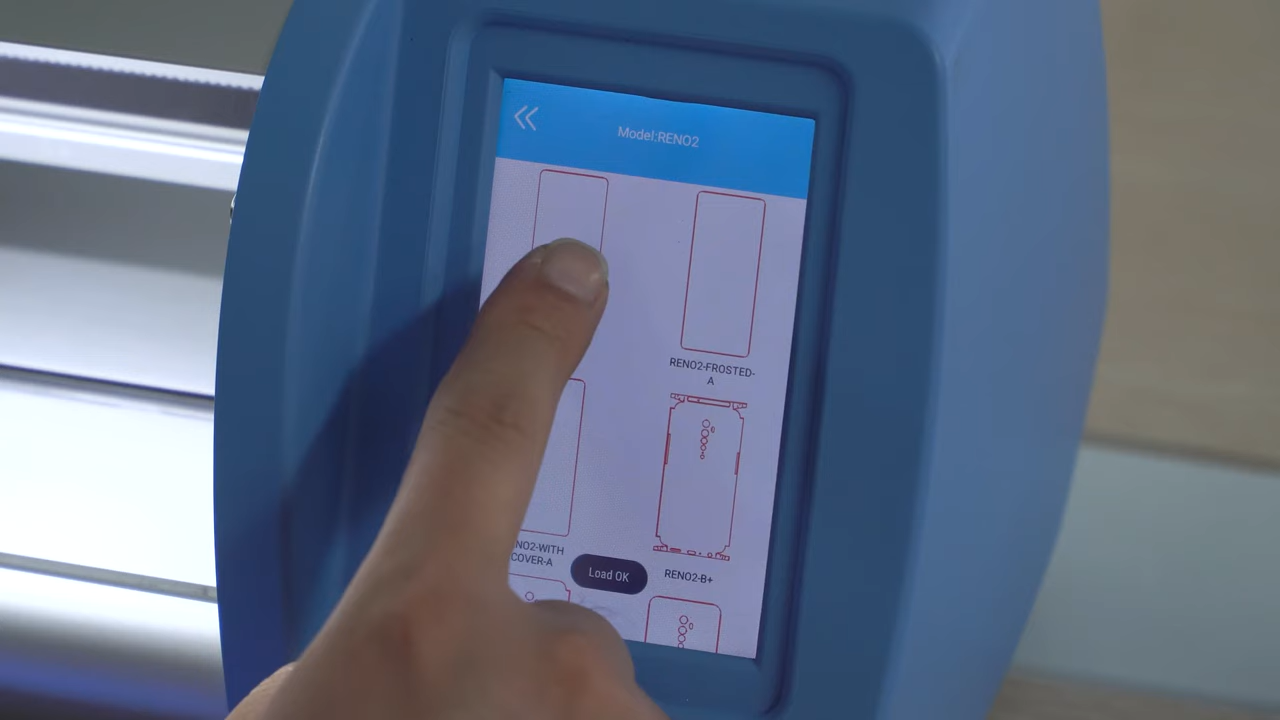 Model:RENO2
RENO2-FROSTED-
A
NO2-WITH
COVER-A
Load OK
RENO2-B+